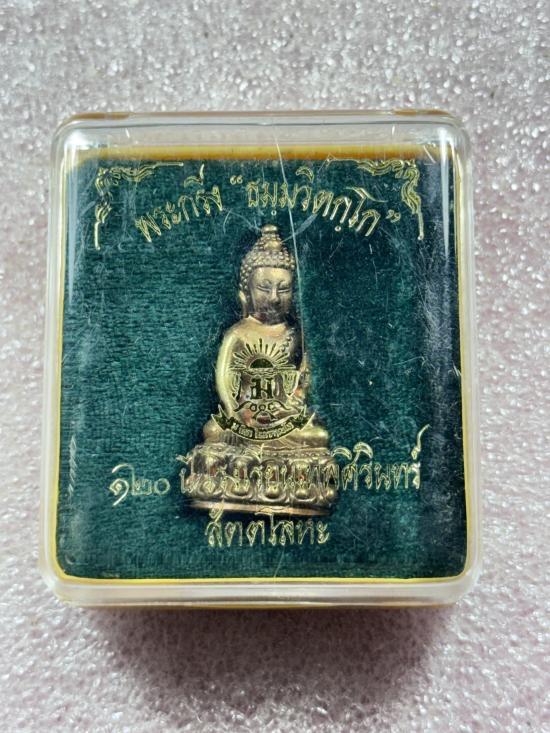 พระกริ่ง "ธมฺมวิตกฺโก"
๑๒๐ ปี โรงเรียนเทพศิรินทร์
สัตตโลหะ